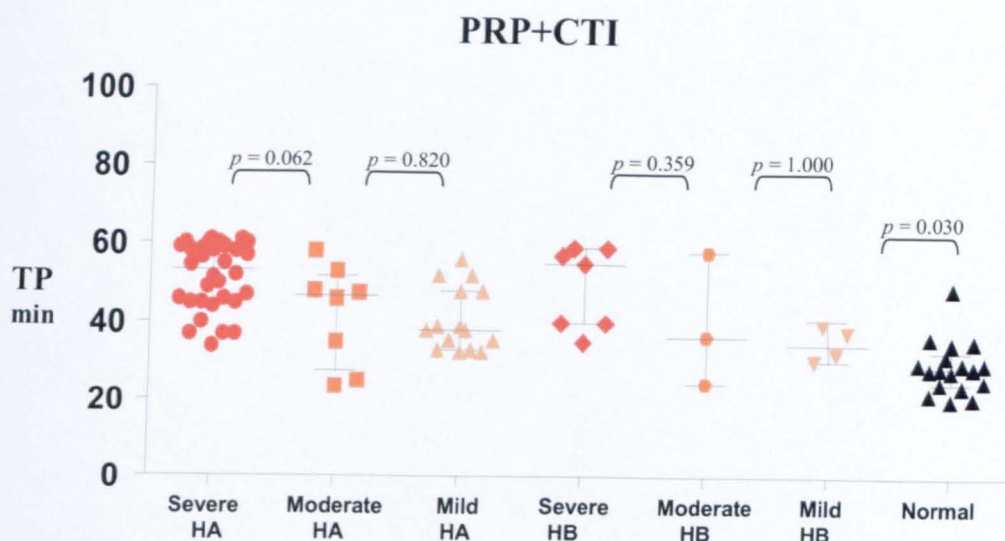 PRP+CTI
100
80
60
40
20
0
TP
min
p = 0.062
p = 0.820
p = 0.359
p = 1.000
p = 0.030
Severe
HA
Moderate
HA
Mild
HA
Severe
HB
Moderate
HB
Mild
HB
Normal